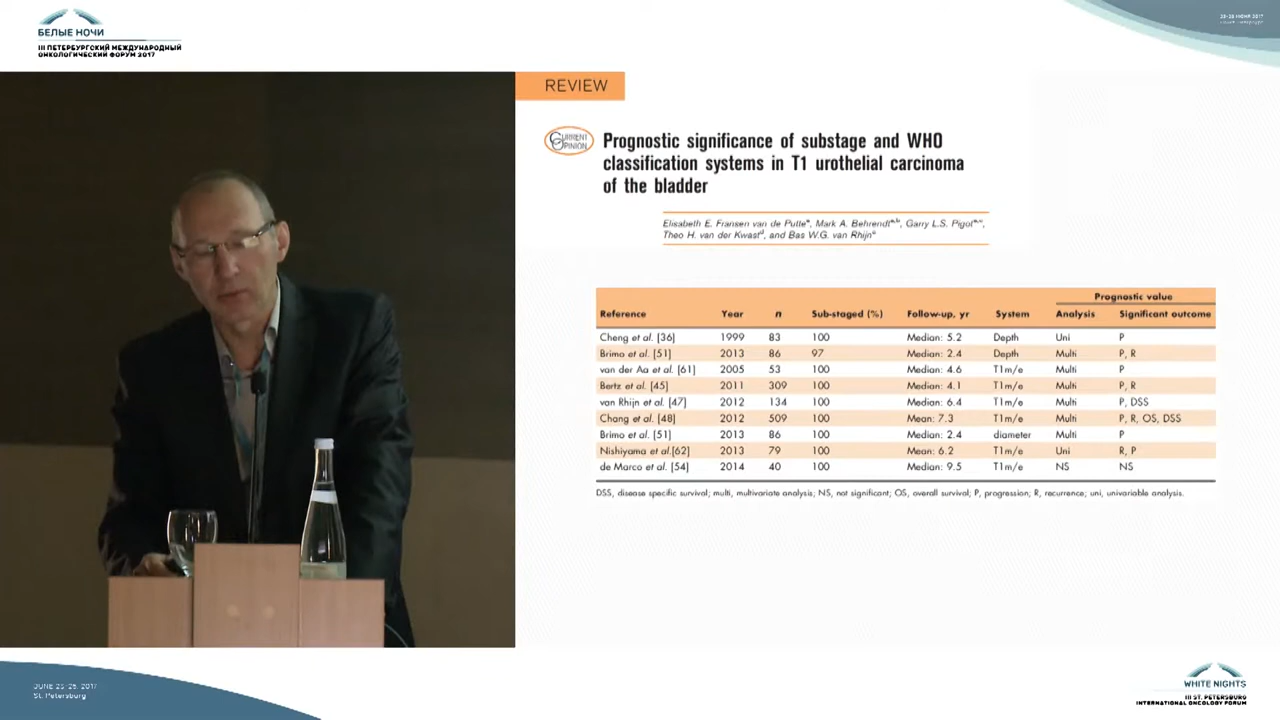 БЕЛЫЕ НОЧИ
III ПЕТЕРБУРГСКИЙ МЕЖДУНАРОДНЫЙ
ОНКОЛОГИЧЕСКИЙ ФОРУМ 2017
REVIEW
CURRENT
OPINION
Prognostic significance of substage and WHO
classification systems in T1 urothelial carcinoma
of the bladder
Elisabeth E. Fransen van de Putte, Mark A. Behrendt, Garry L.S. Pigot,
Theo H. van der Kwast, and Bas W.G. van Rhijn
Prognostic value
Reference Year n Sub-staged (%) Follow-up, yr System Analysis Significant outcome
Cheng et al. [36] 1999 83 100 Median: 5.2 Depth Uni P
Brimo et al. [51] 2013 86 97 Median: 2.4 Depth Multi P, R
van der Aa et al. [61] 2005 53 100 Median: 4.6 T1m/e Multi P
Bertz et al. [45] 2011 309 100 Median: 4.1 T1m/e Multi P, R
van Rhijn et al. [47] 2012 134 100 Median: 6.4 T1m/e Multi P, DSS
Chang et al. [48] 2012 509 100 Mean: 7.3 T1m/e Multi P, R, OS, DSS
Brimo et al. [51] 2013 86 100 Median: 2.4 diameter Multi P
Nishiyama et al.[62] 2013 79 100 Mean: 6.2 T1m/e Uni R, P
de Marco et al. [54] 2014 40 100 Median: 9.5 T1m/e NS NS
DSS, disease specific survival; multi, multivariate analysis; NS, not significant; OS, overall survival; P, progression; R, recurrence; uni, univariable analysis.
JUNE 2017
St. Petersburg
WHITE NIGHTS
III ST. PETERSBURG
INTERNATIONAL ONCOLOGY FORUM